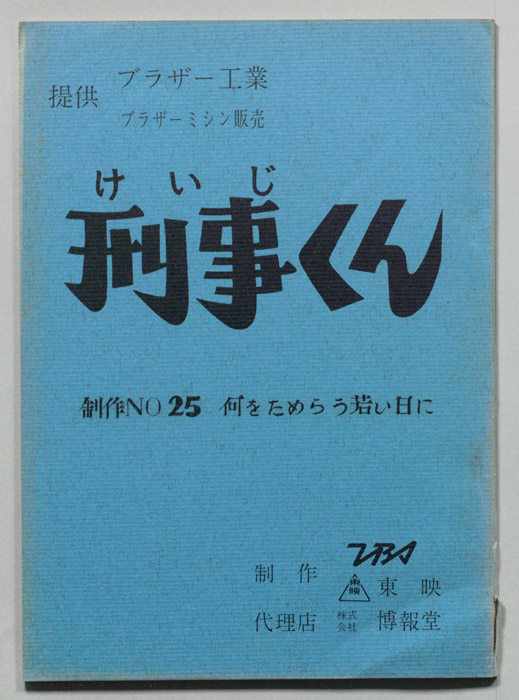 提供 ブラザー工業
ブラザーミシン販売
けいじ
刑事くん
制作NO.25 何をためらう若い日に
制作 TBS
東映 東映
代理店 株式会社 博報堂